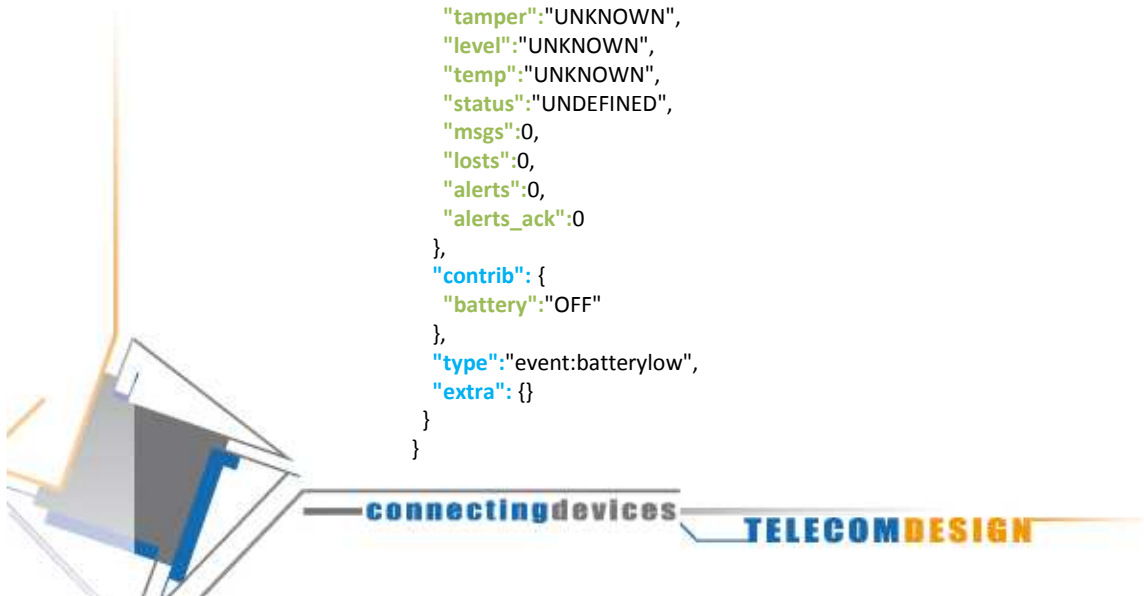 "tamper":"UNKNOWN",
"level":"UNKNOWN",
"temp":"UNKNOWN",
"status":"UNDEFINED",
"msgs":0,
"losts":0,
"alerts":0,
"alerts_ack":0
},
"contrib": {
"battery":"OFF"
},
"type":"event:batterylow",
"extra": {}
}
}
connectingdevices
TELECOMDESIGN